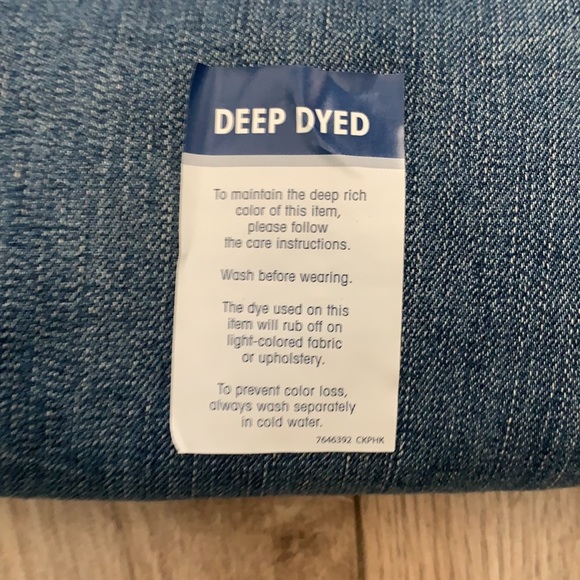 DEEP DYED
To maintain the deep rich
color of this item,
please follow
the care instructions.
Wash before wearing.
The dye used on this
item will rub off on
light-colored fabric
or upholstery.
To prevent color loss,
always wash separately
in cold water.
7646392 CKPHK